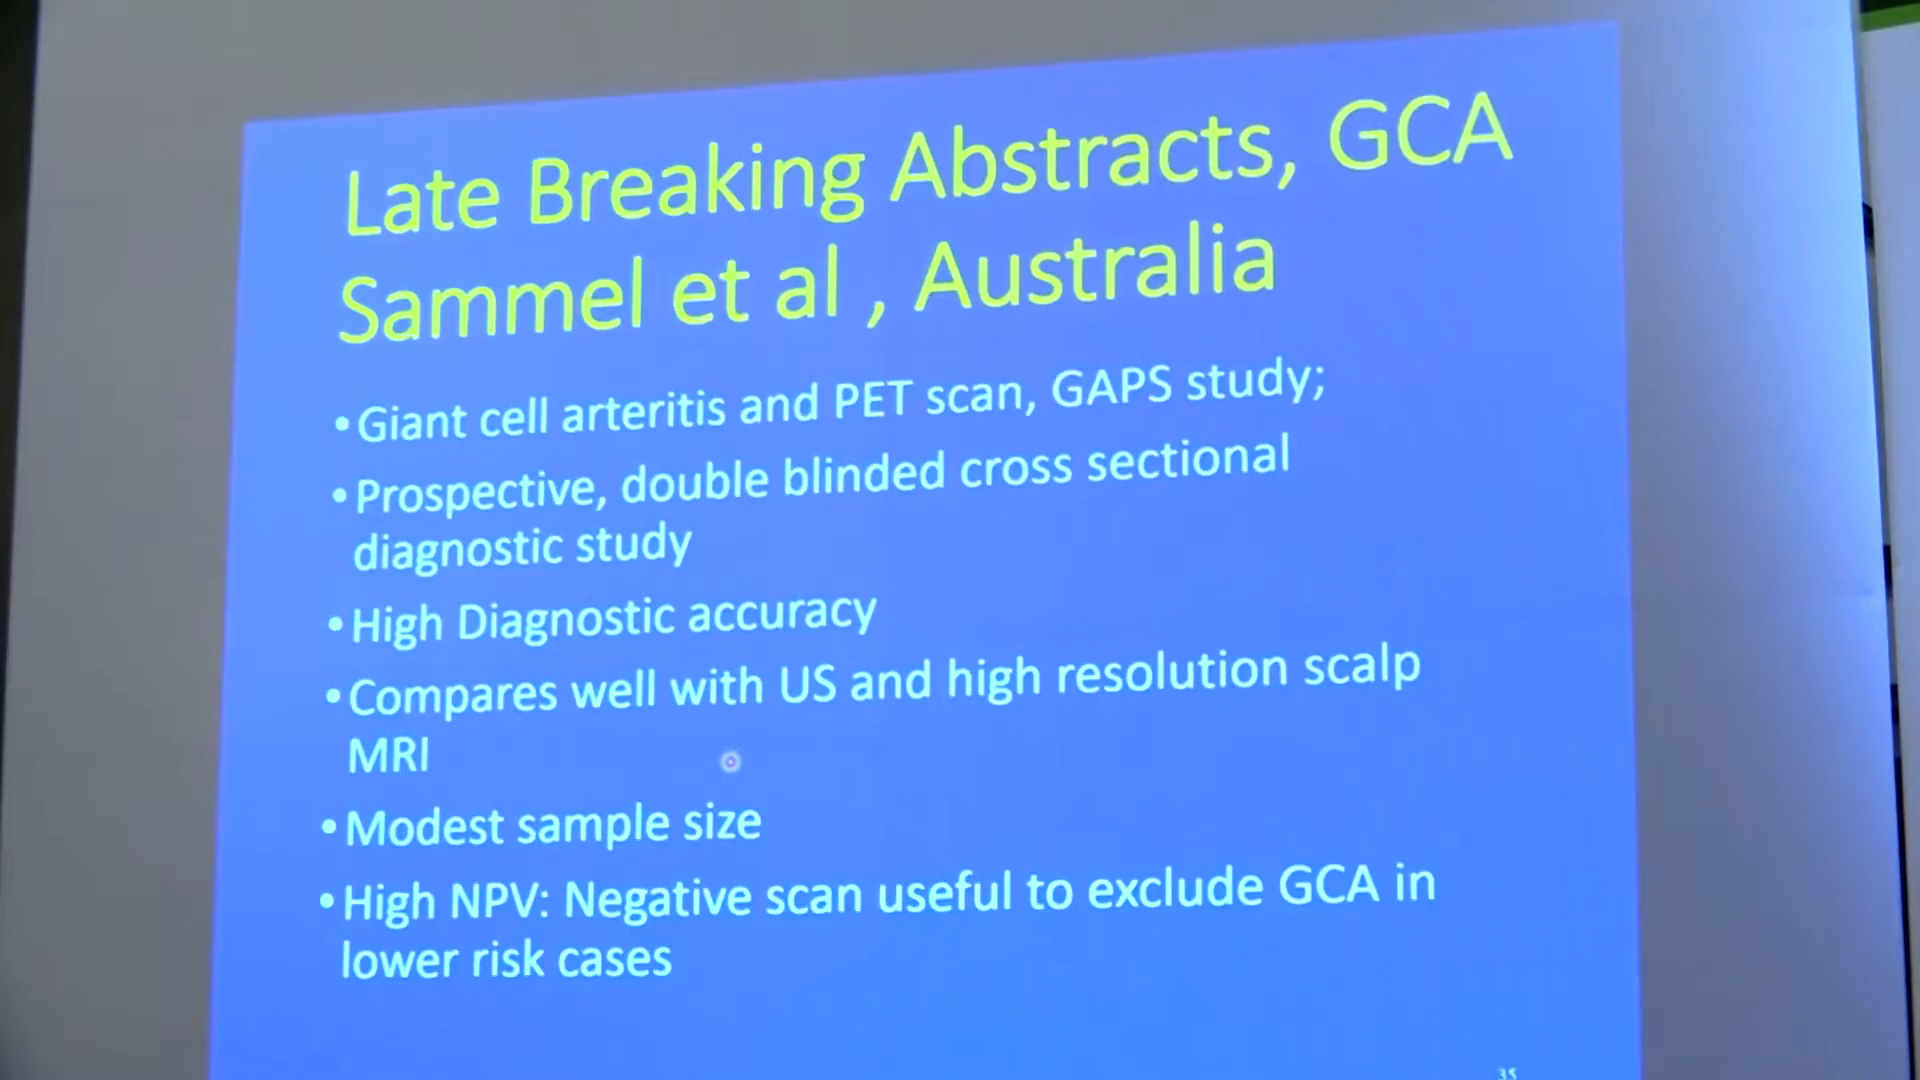 Late Breaking Abstracts, GCA
Sammel et al , Australia
•Giant cell arteritis and PET scan, GAPS study;
•Prospective, double blinded cross sectional
diagnostic study
•High Diagnostic accuracy
•Compares well with US and high resolution scalp
MRI
•Modest sample size
•High NPV: Negative scan useful to exclude GCA in
lower risk cases
35